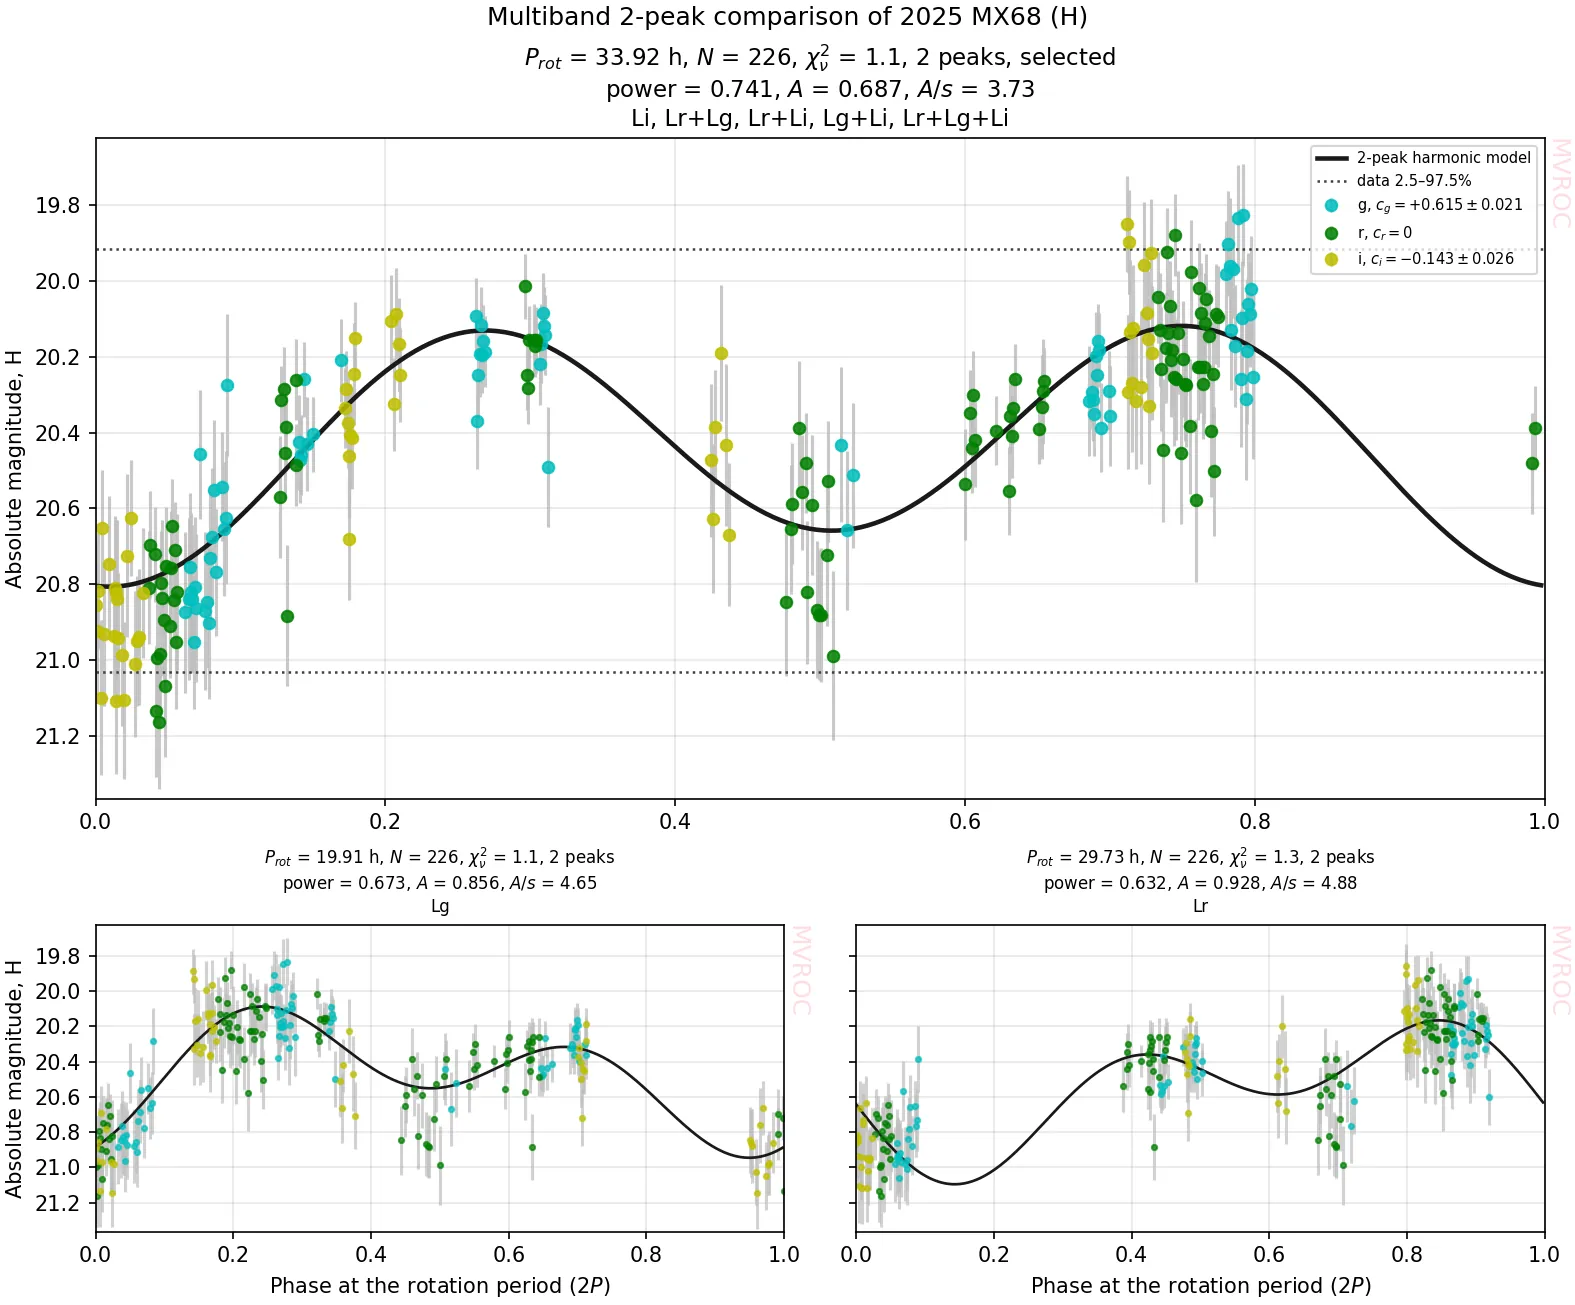 Multiband 2-peak comparison of 2025 MX68 (H)
P_rot = 33.92 h, N = 226, χ²_ν = 1.1, 2 peaks, selected
power = 0.741, A = 0.687, A/s = 3.73
Li, Lr+Lg, Lr+Li, Lg+Li, Lr+Lg+Li
MVROC
2-peak harmonic model
data 2.5–97.5%
g, c_g = +0.615 ± 0.021
r, c_r = 0
i, c_i = −0.143 ± 0.026
Absolute magnitude, H
19.8
20.0
20.2
20.4
20.6
20.8
21.0
21.2
0.0 0.2 0.4 0.6 0.8 1.0
P_rot = 19.91 h, N = 226, χ²_ν = 1.1, 2 peaks
power = 0.673, A = 0.856, A/s = 4.65
Lg
MVROC
Absolute magnitude, H
19.8
20.0
20.2
20.4
20.6
20.8
21.0
21.2
0.0 0.2 0.4 0.6 0.8 1.0
Phase at the rotation period (2P)
P_rot = 29.73 h, N = 226, χ²_ν = 1.3, 2 peaks
power = 0.632, A = 0.928, A/s = 4.88
Lr
MVROC
0.0 0.2 0.4 0.6 0.8 1.0
Phase at the rotation period (2P)